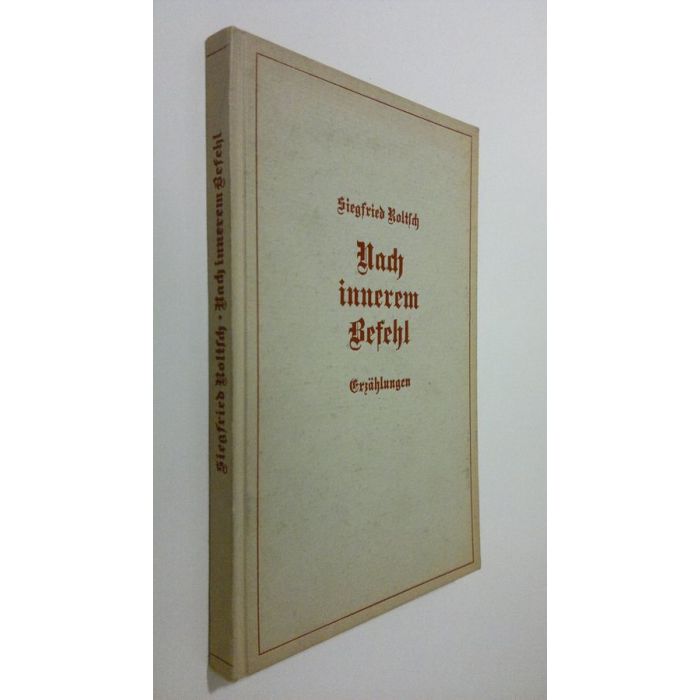 Siegfried Roltsch
Nach
innerem
Befehl
Erzählungen
Siegfried Roltsch · Nach innerem Befehl